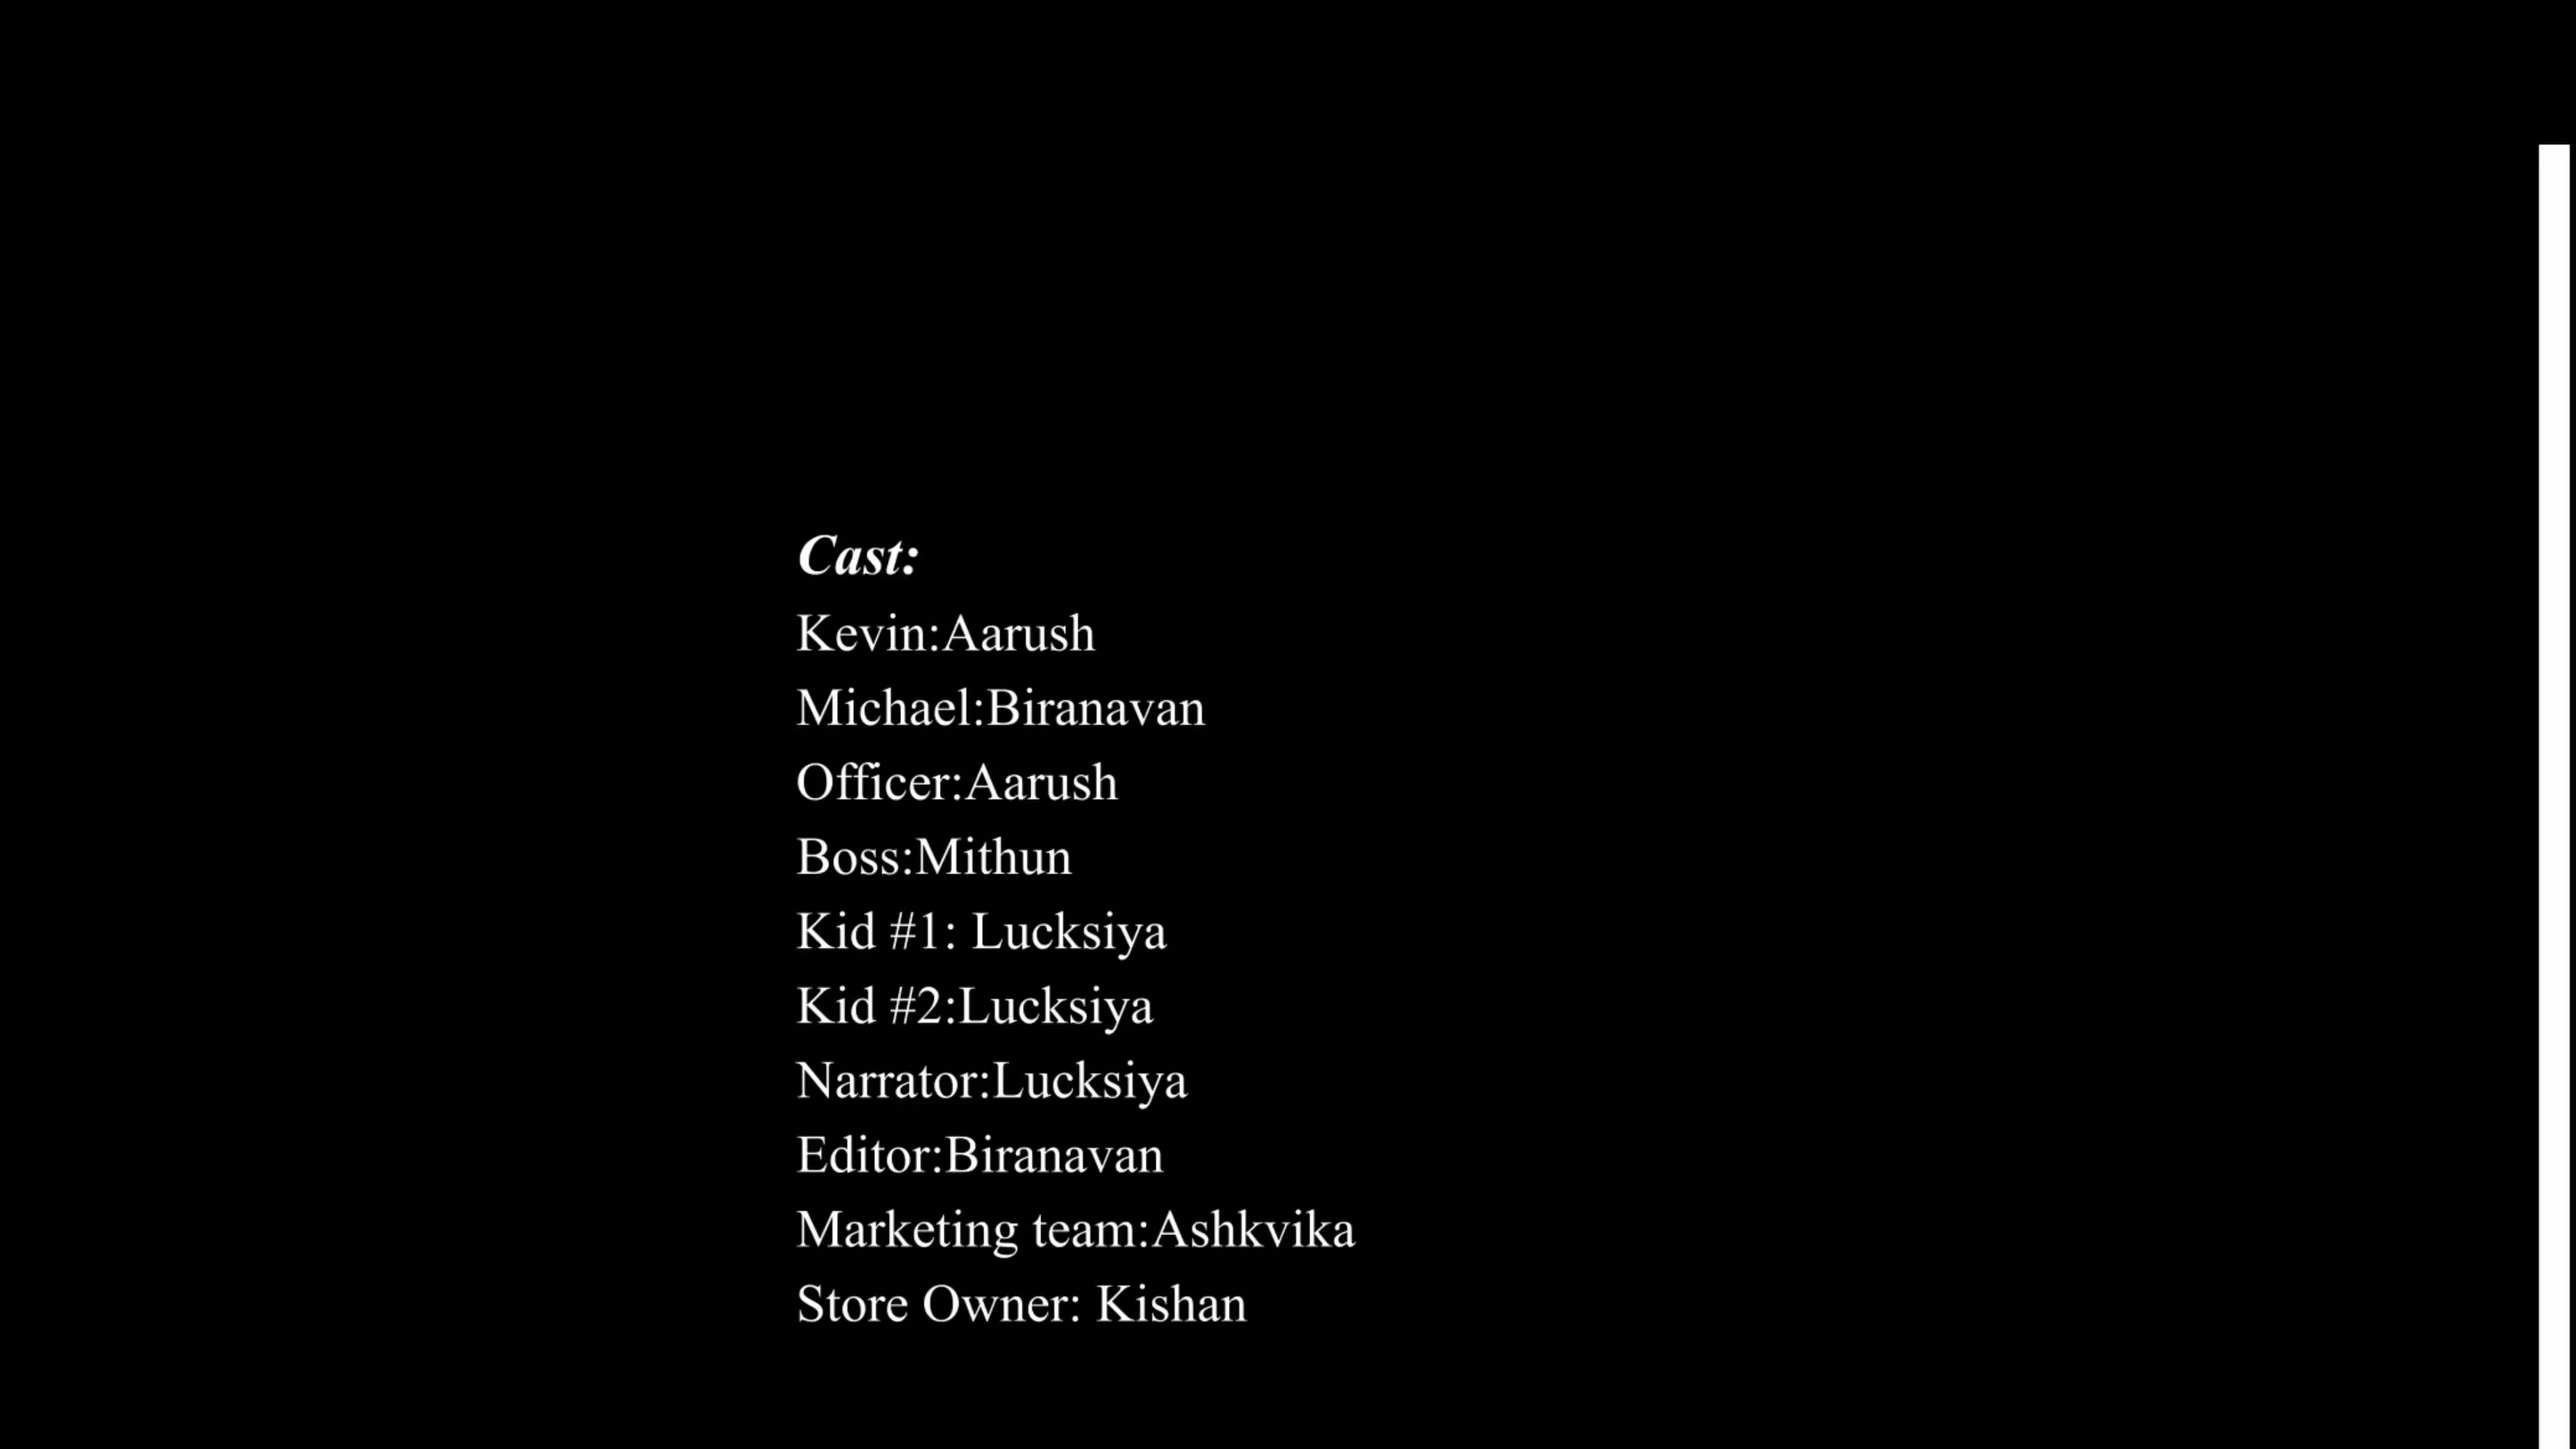 Cast:
Kevin:Aarush
Michael:Biranavan
Officer:Aarush
Boss:Mithun
Kid #1: Lucksiya
Kid #2:Lucksiya
Narrator:Lucksiya
Editor:Biranavan
Marketing team:Ashkvika
Store Owner: Kishan